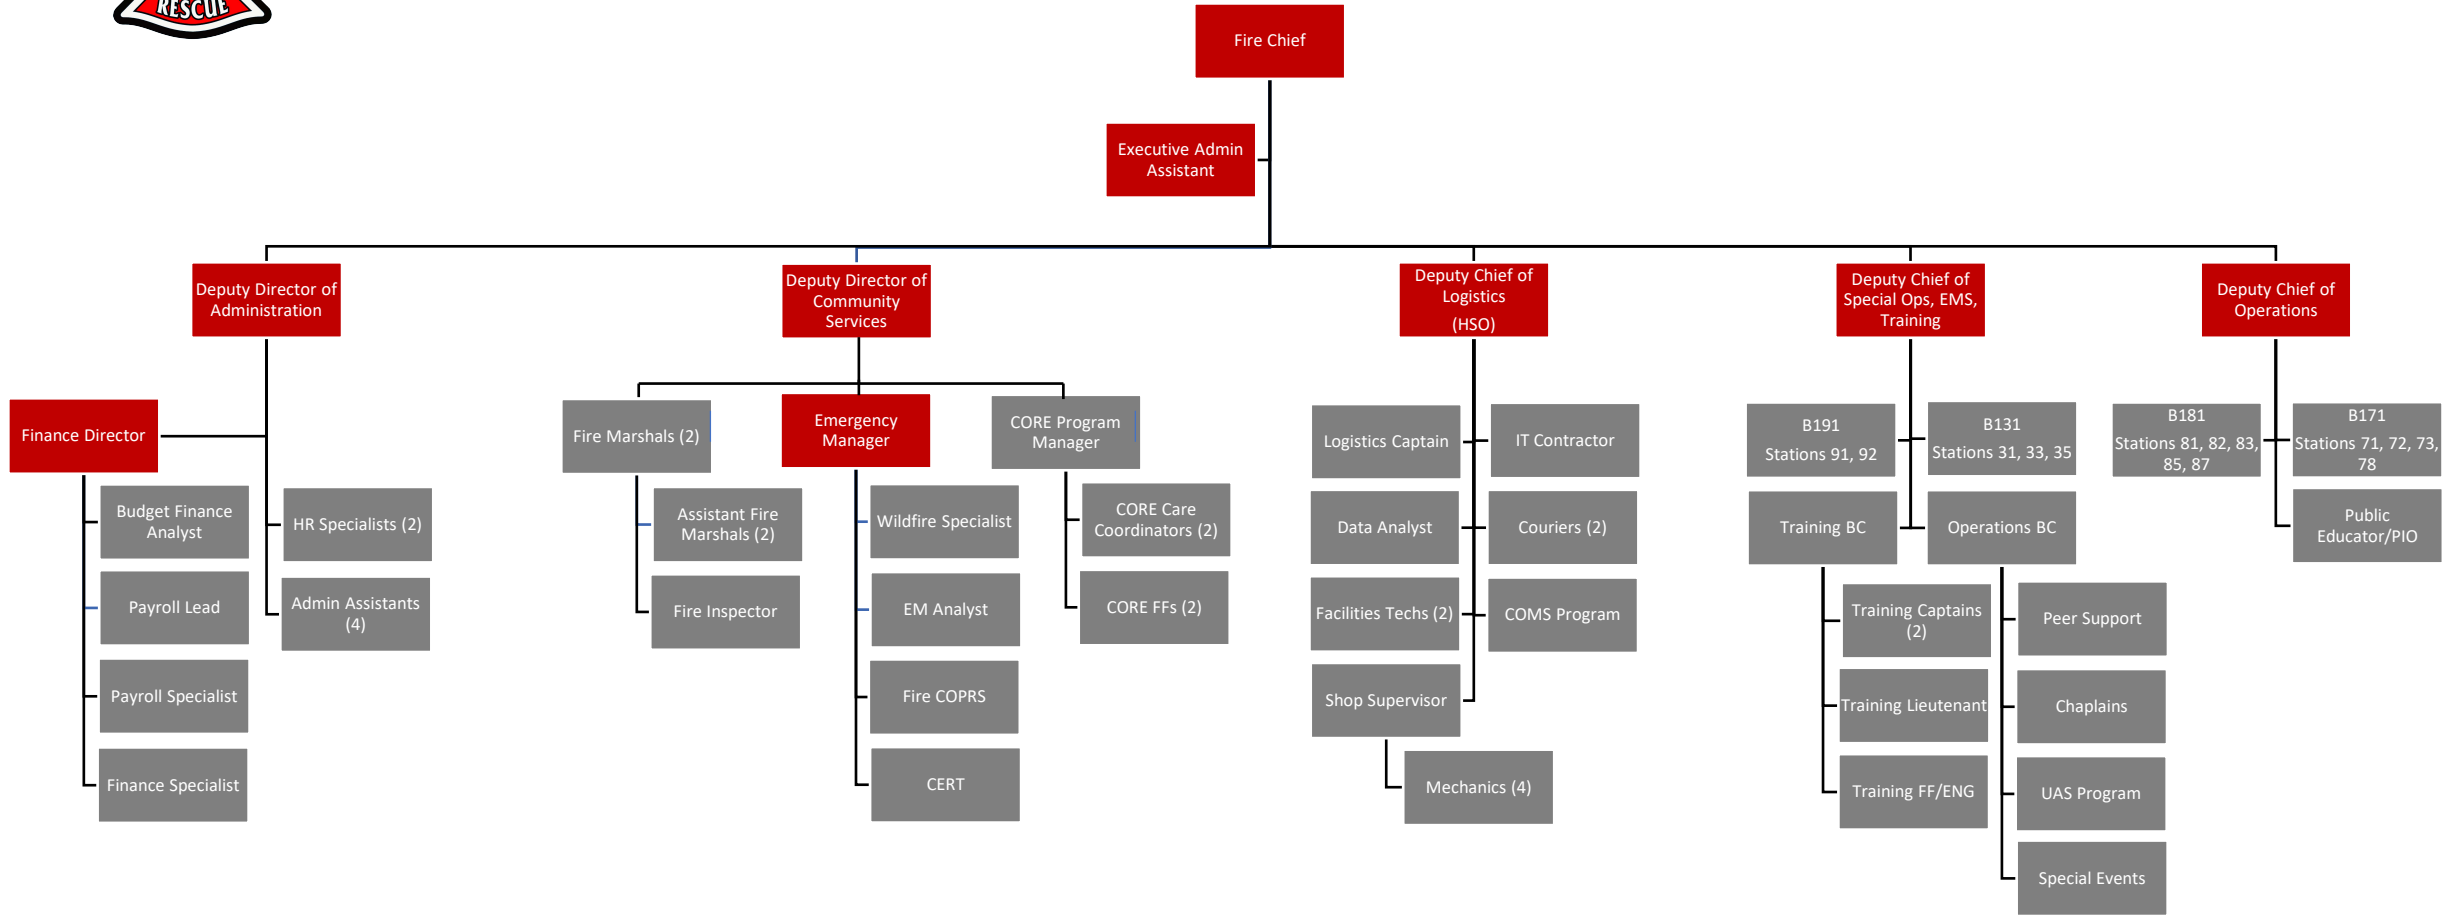 RESCUE
Fire Chief
Executive Admin
Assistant
Deputy Director of
Administration
Deputy Director of
Community
Services
Deputy Chief of
Logistics
(HSO)
Deputy Chief of
Special Ops, EMS,
Training
Deputy Chief of
Operations
Finance Director
Budget Finance
Analyst
Payroll Lead
Payroll Specialist
Finance Specialist
HR Specialists (2)
Admin Assistants
(4)
Fire Marshals (2)
Assistant Fire
Marshals (2)
Fire Inspector
Emergency
Manager
Wildfire Specialist
EM Analyst
Fire COPRS
CERT
CORE Program
Manager
CORE Care
Coordinators (2)
CORE FFs (2)
Logistics Captain
IT Contractor
Data Analyst
Couriers (2)
Facilities Techs (2)
COMS Program
Shop Supervisor
Mechanics (4)
B191
Stations 91, 92
B131
Stations 31, 33, 35
Training BC
Operations BC
Training Captains
(2)
Training Lieutenant
Training FF/ENG
Peer Support
Chaplains
UAS Program
Special Events
B181
Stations 81, 82, 83,
85, 87
B171
Stations 71, 72, 73,
78
Public
Educator/PIO